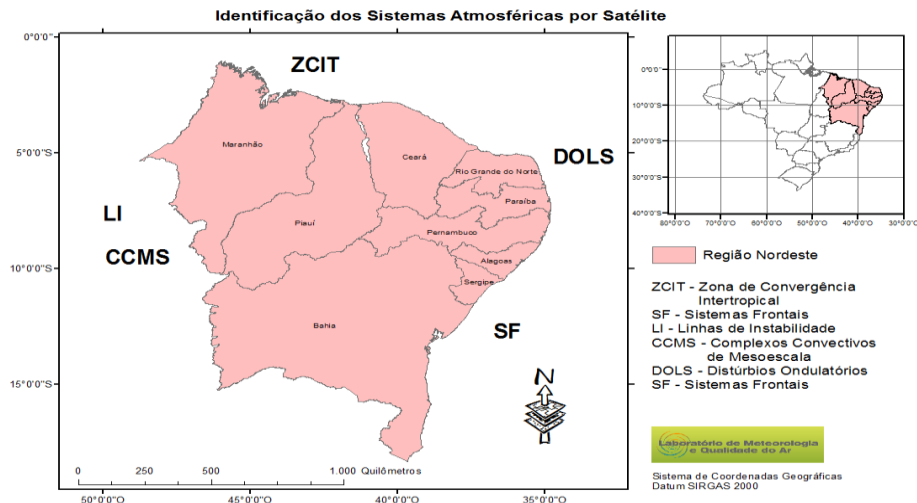 Identificação dos Sistemas Atmosféricos por Satélite
0°0'0"
5°0'0"S
10°0'0"S
15°0'0"S
50°0'0"O
45°0'0"O
40°0'0"O
35°0'0"O
ZCIT
DOLS
LI
CCMS
SF
Maranhão
Ceará
Rio Grande do Norte
Paraíba
Piauí
Pernambuco
Alagoas
Sergipe
Bahia
N
0 250 500 1.000 Quilômetros
0°0'0"S
10°0'0"S
20°0'0"S
30°0'0"S
40°0'0"S
80°0'0"O
70°0'0"O
60°0'0"O
50°0'0"O
40°0'0"O
30°0'0"O
Região Nordeste
ZCIT - Zona de Convergência
Intertropical
SF - Sistemas Frontais
LI - Linhas de Instabilidade
CCMS - Complexos Convectivos
de Mesoescala
DOLS - Distúrbios Ondulatórios
SF - Sistemas Frontais
Laboratório de Meteorologia
e Qualidade do Ar
Sistema de Coordenadas Geográficas
Datum SIRGAS 2000